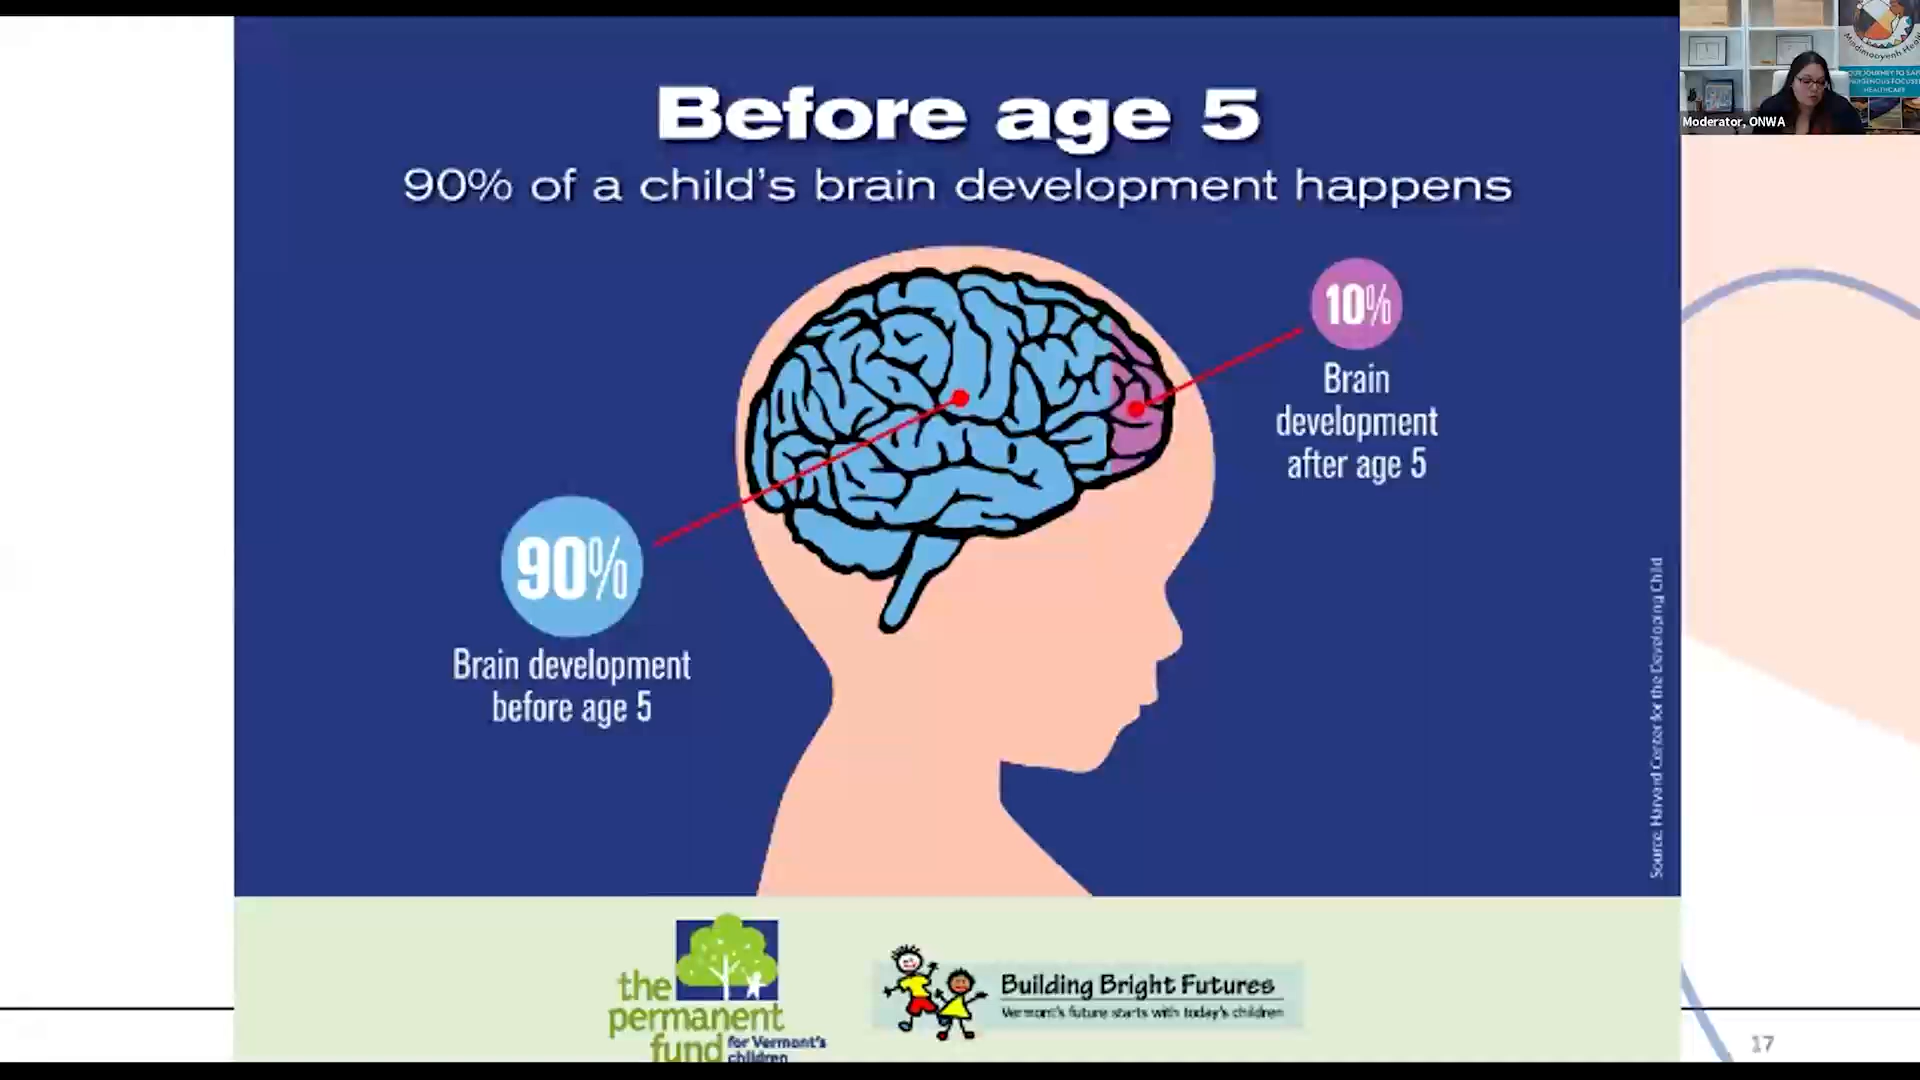 Before age 5
90% of a child's brain development happens
10%
Brain
development
after age 5
90%
Brain development
before age 5
Source: Harvard Center for the Developing Child
the
permanent
fund
for Vermont's
children
Building Bright Futures
Vermont's future starts with today's children
17
Moderator, ONWA
HEALTHCARE